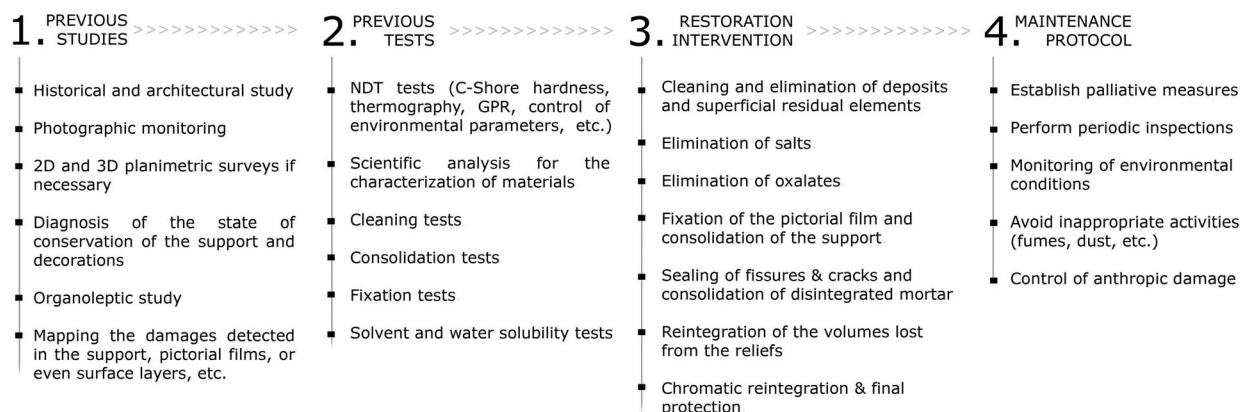 1. PREVIOUS STUDIES >>>>>>>>>>>>>
Historical and architectural study
Photographic monitoring
2D and 3D planimetric surveys if
necessary
Diagnosis of the state of
conservation of the support and
decorations
Organoleptic study
Mapping the damages detected
in the support, pictorial films, or
even surface layers, etc.
2. PREVIOUS TESTS >>>>>>>>>>>>>
NDT tests (C-Shore hardness,
thermography, GPR, control of
environmental parameters, etc.)
Scientific analysis for the
characterization of materials
Cleaning tests
Consolidation tests
Fixation tests
Solvent and water solubility tests
3. RESTORATION INTERVENTION >>>>>>>>>>>>>
Cleaning and elimination of deposits
and superficial residual elements
Elimination of salts
Elimination of oxalates
Fixation of the pictorial film and
consolidation of the support
Sealing of fissures & cracks and
consolidation of disintegrated mortar
Reintegration of the volumes lost
from the reliefs
Chromatic reintegration & final
protection
4. MAINTENANCE PROTOCOL
Establish palliative measures
Perform periodic inspections
Monitoring of environmental
conditions
Avoid inappropriate activities
(fumes, dust, etc.)
Control of anthropic damage